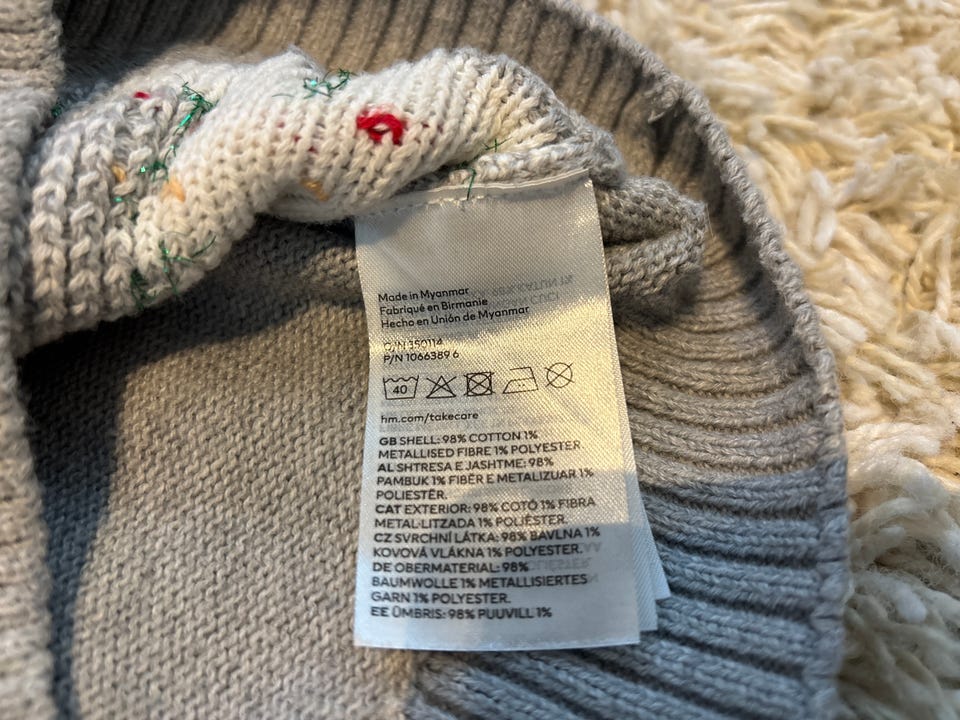 Made in Myanmar
Fabriqué en Birmanie
Hecho en Unión de Myanmar
O/N 350114
P/N 1066389 6
40
hm.com/takecare
GB SHELL: 98% COTTON 1%
METALLISED FIBRE 1% POLYESTER
AL SHTRESA E JASHTME: 98%
PAMBUK 1% FIBËR E METALIZUAR 1%
POLIESTËR.
CAT EXTERIOR: 98% COTÓ 1% FIBRA
METAL·LITZADA 1% POLIÈSTER.
CZ SVRCHNÍ LÁTKA: 98% BAVLNA 1%
KOVOVÁ VLÁKNA 1% POLYESTER.
DE OBERMATERIAL: 98%
BAUMWOLLE 1% METALLISIERTES
GARN 1% POLYESTER.
EE ÜMBRIS: 98% PUUVILL 1%